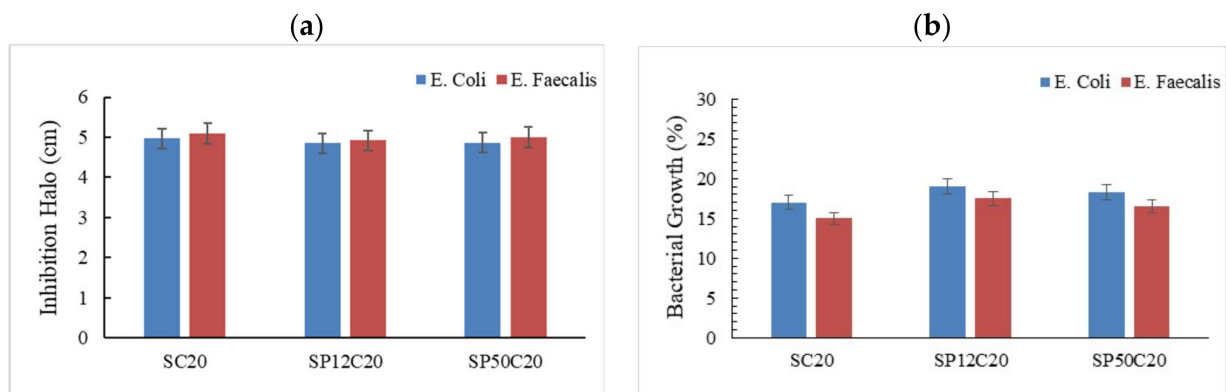 (a)
E. Coli E. Faecalis
Inhibition Halo (cm)
6
5
4
3
2
1
0
SC20 SP12C20 SP50C20
(b)
E. Coli E. Faecalis
Bacterial Growth (%)
30
25
20
15
10
5
0
SC20 SP12C20 SP50C20